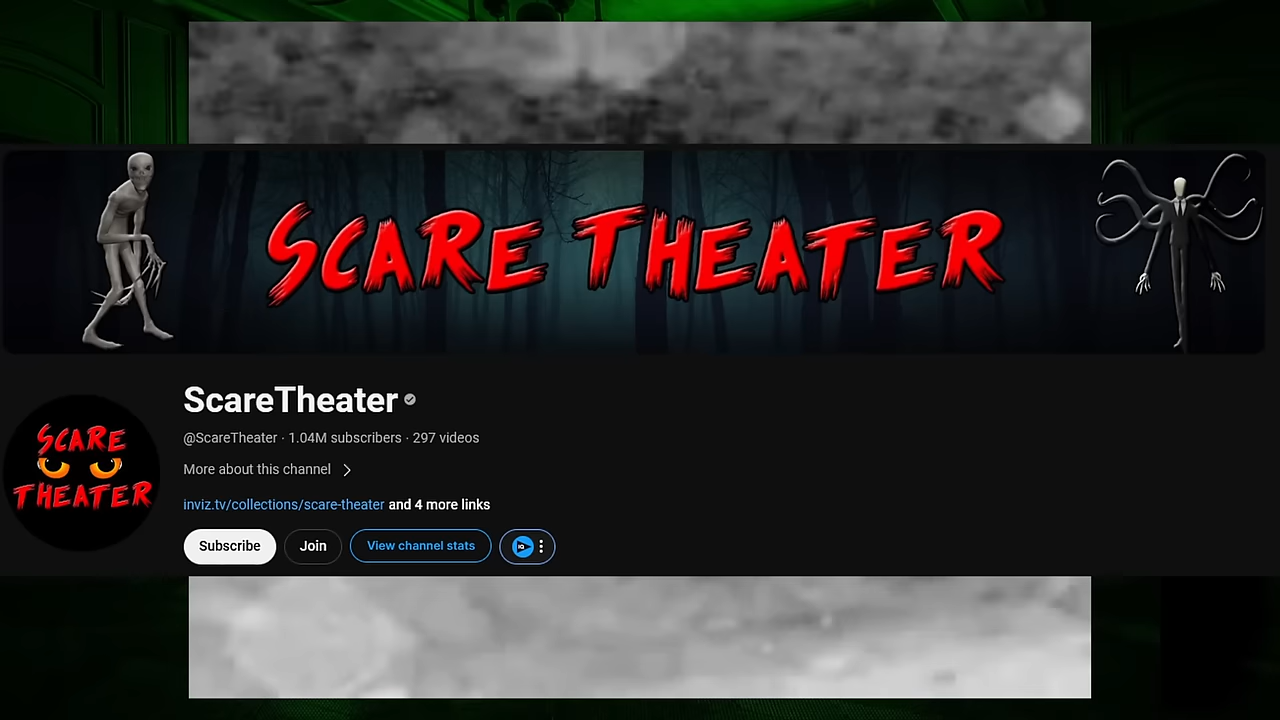 SCARE THEATER
ScareTheater
@ScareTheater · 1.04M subscribers · 297 videos
More about this channel
inviz.tv/collections/scare-theater and 4 more links
SCARE
THEATER
Subscribe Join View channel stats IQ